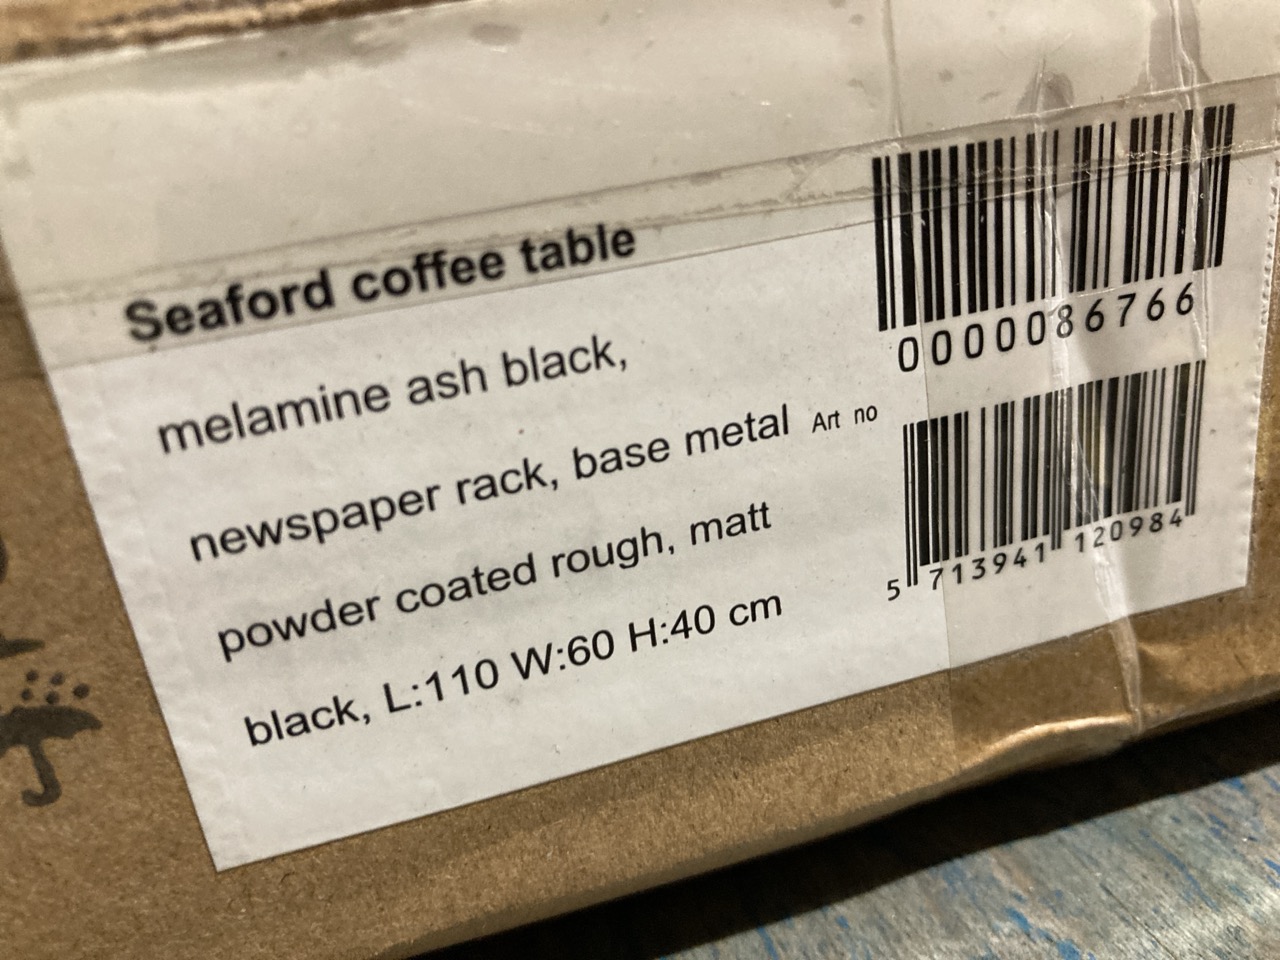 Seaford coffee table
melamine ash black,
newspaper rack, base metal
powder coated rough, matt
black, L:110 W:60 H:40 cm
Art no
0000086766
5 713941 120984